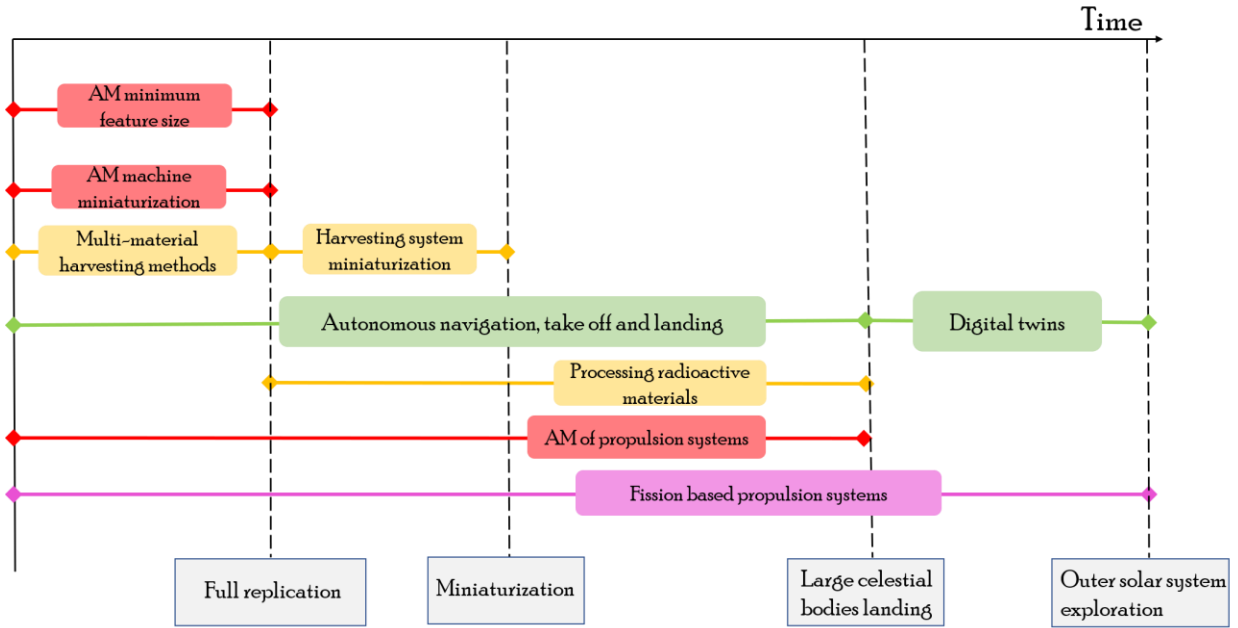 Time
AM minimum
feature size
AM machine
miniaturization
Multi-material
harvesting methods
Harvesting system
miniaturization
Autonomous navigation, take off and landing
Digital twins
Processing radioactive
materials
AM of propulsion systems
Fission based propulsion systems
Full replication
Miniaturization
Large celestial
bodies landing
Outer solar system
exploration